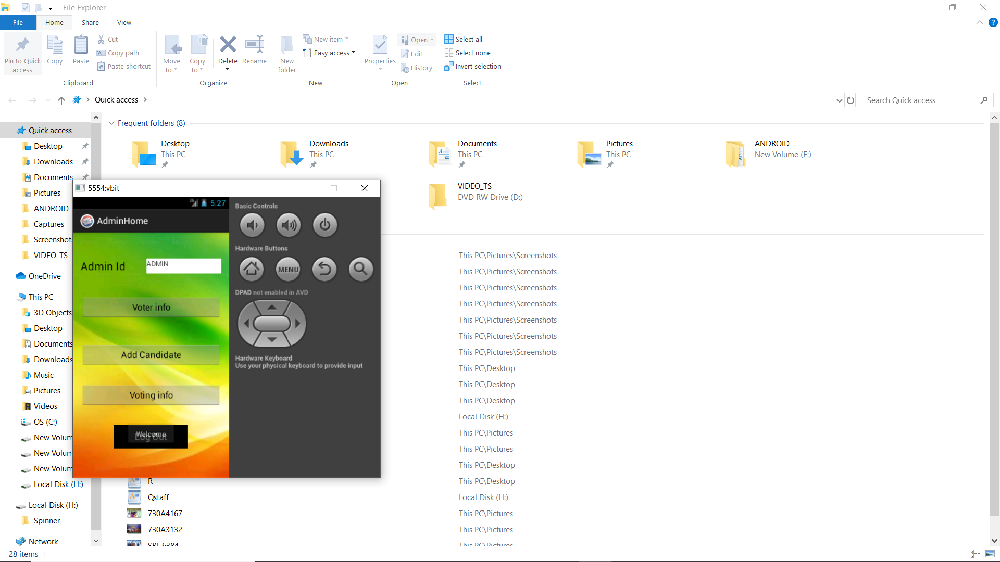 File Explorer
File Home Share View
Pin to Quick access
Copy
Paste
Cut
Copy path
Paste shortcut
Clipboard
Move to
Copy to
Delete
Rename
Organize
New folder
New item
Easy access
New
Properties
Open
Edit
History
Open
Select all
Select none
Invert selection
Select
Quick access
Search Quick access
Quick access
Desktop
Downloads
Documents
Pictures
ANDROID
Captures
Screenshots
VIDEO_TS
OneDrive
This PC
3D Objects
Desktop
Documents
Downloads
Music
Pictures
Videos
OS (C:)
New Volum
New Volum
New Volum
Local Disk (H:)
Local Disk (H:)
Spinner
Network
28 items
Frequent folders (8)
Desktop
This PC
Downloads
This PC
Documents
This PC
Pictures
This PC
ANDROID
New Volume (E:)
VIDEO_TS
DVD RW Drive (D:)
5554:vbit
3G 5:27
AdminHome
Admin Id
ADMIN
Voter info
Add Candidate
Voting info
Welcome
Log Out
Basic Controls
Hardware Buttons
MENU
DPAD not enabled in AVD
Hardware Keyboard
Use your physical keyboard to provide input
This PC\Pictures\Screenshots
This PC\Pictures\Screenshots
This PC\Pictures\Screenshots
This PC\Pictures\Screenshots
This PC\Pictures\Screenshots
This PC\Pictures\Screenshots
This PC\Pictures\Screenshots
This PC\Desktop
This PC\Desktop
This PC\Desktop
Local Disk (H:)
This PC\Pictures
This PC\Pictures
This PC\Desktop
R This PC\Desktop
Qstaff Local Disk (H:)
730A4167 This PC\Pictures
730A3132 This PC\Pictures
This PC\Pictures